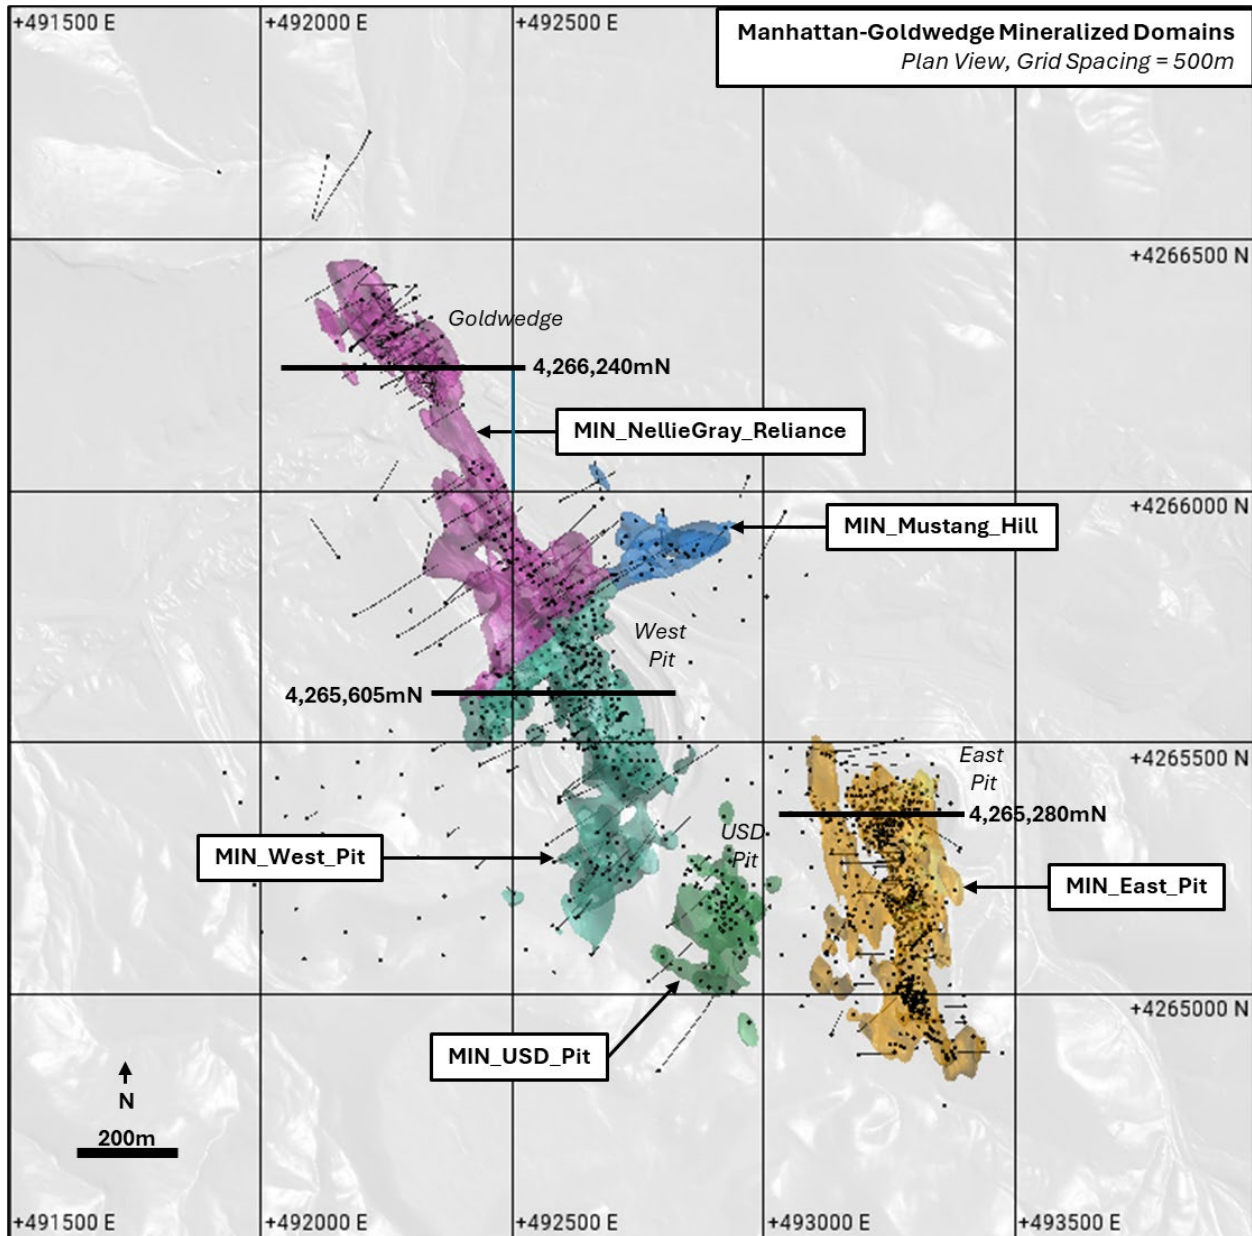 +491500 E
+492000 E
+492500 E
Manhattan-Goldwedge Mineralized Domains
Plan View, Grid Spacing = 500m
+4266500 N
Goldwedge
4,266,240mN
MIN_NellieGray_Reliance
+4266000 N
MIN_Mustang_Hill
West
Pit
4,265,605mN
+4265500 N
East
Pit
4,265,280mN
USD
Pit
MIN_West_Pit
MIN_East_Pit
+4265000 N
MIN_USD_Pit
N
200m
+491500 E
+492000 E
+492500 E
+493000 E
+493500 E